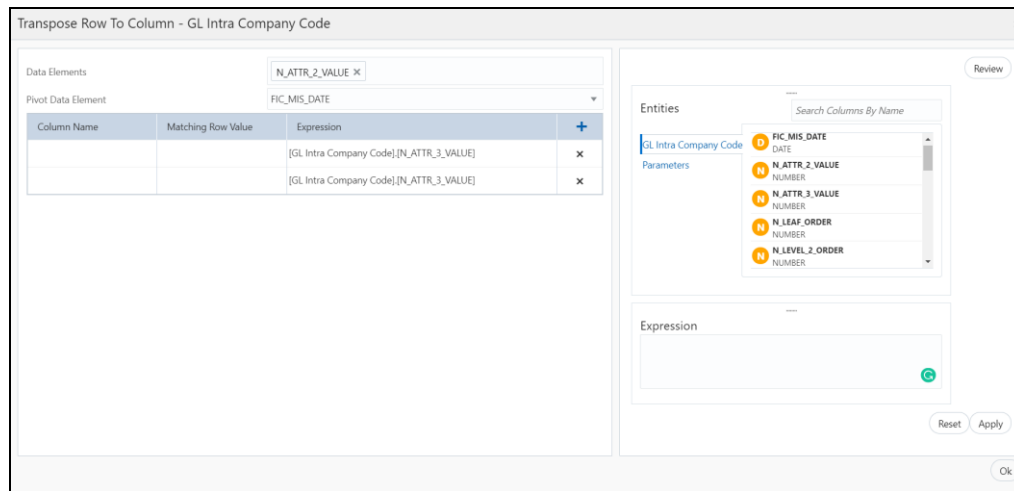 Transpose Row To Column - GL Intra Company Code
Data Elements
N_ATTR_2_VALUE ×
Pivot Data Element
FIC_MIS_DATE
Column Name Matching Row Value Expression +
[GL Intra Company Code].[N_ATTR_3_VALUE] ×
[GL Intra Company Code].[N_ATTR_3_VALUE] ×
Review
Entities
Search Columns By Name
GL Intra Company Code
Parameters
D FIC_MIS_DATE
DATE
N N_ATTR_2_VALUE
NUMBER
N N_ATTR_3_VALUE
NUMBER
N N_LEAF_ORDER
NUMBER
N N_LEVEL_2_ORDER
NUMBER
Expression
G
Reset Apply
Ok